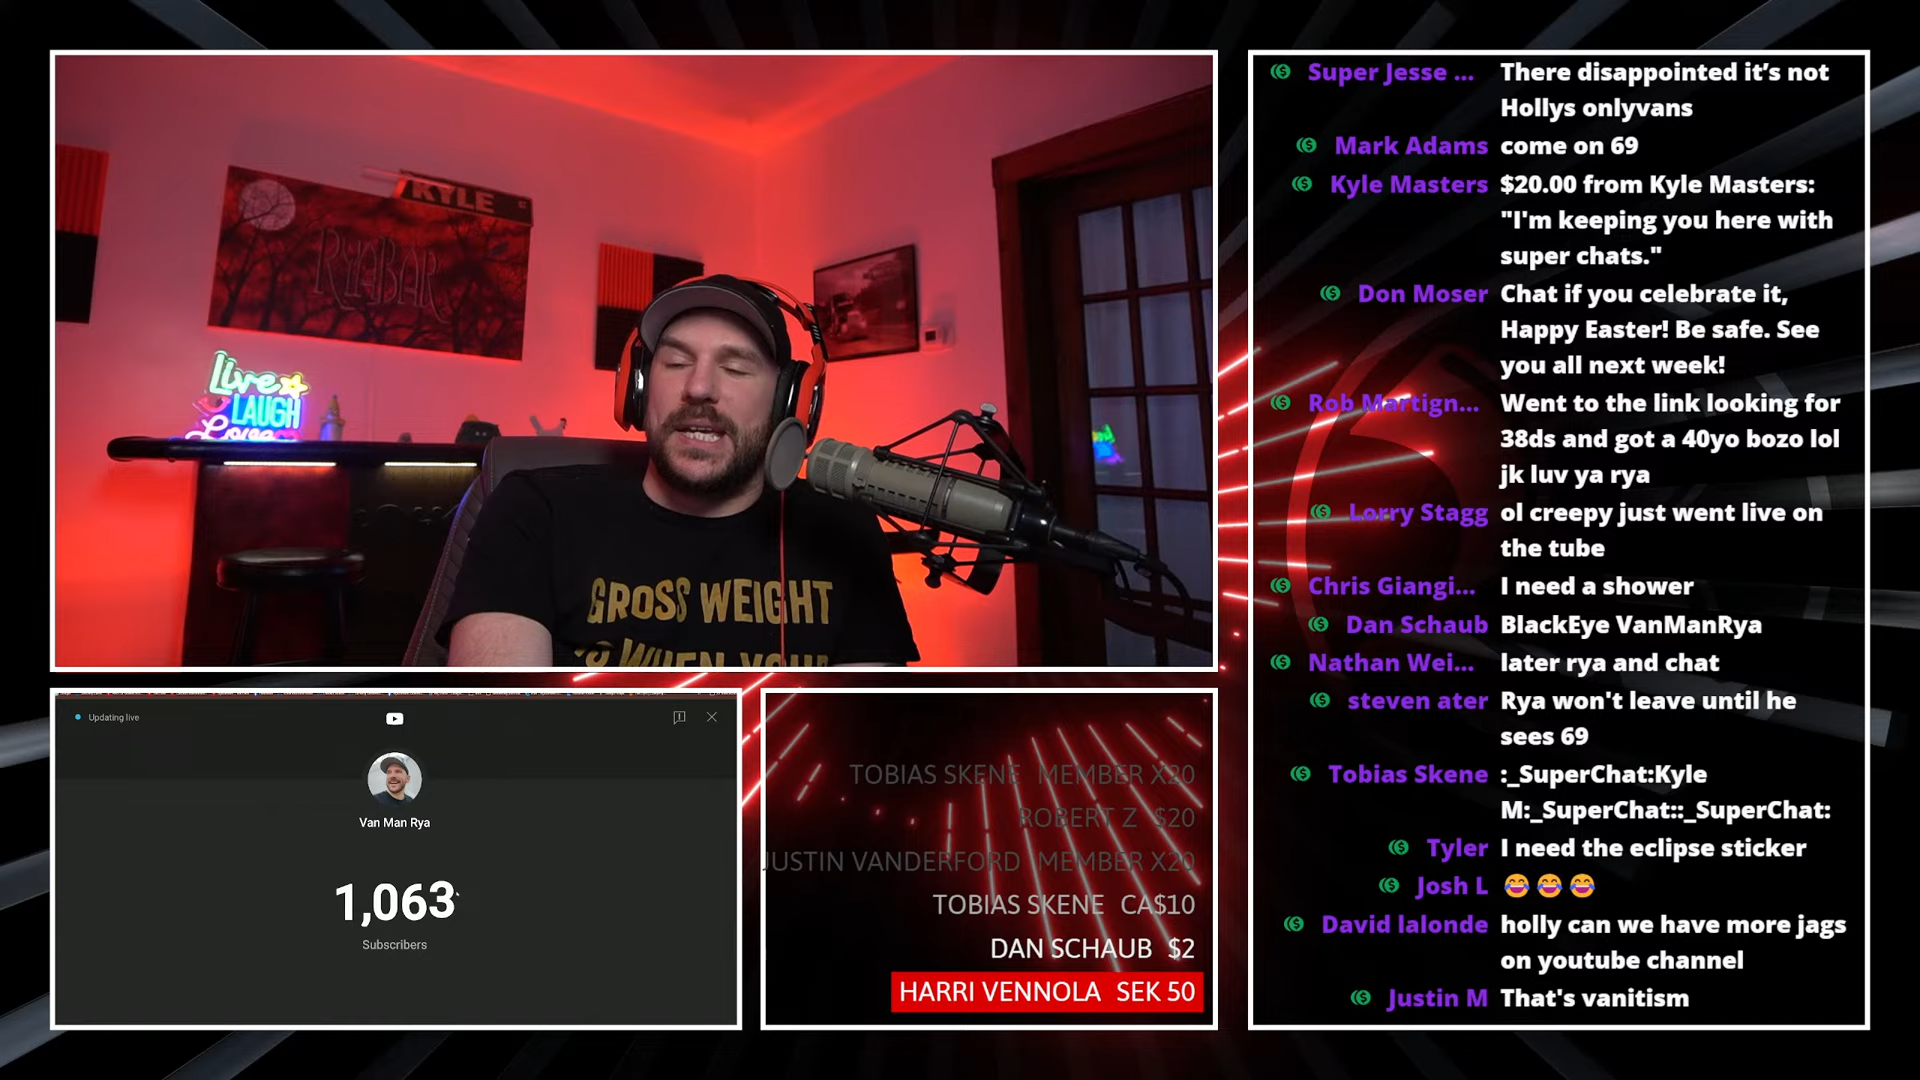 KYLE
RYABAR
Live
LAUGH
Love
GROSS WEIGHT
IS WHEN YOUR
Super Jesse ... There disappointed it’s not
Hollys onlyvans
Mark Adams come on 69
Kyle Masters $20.00 from Kyle Masters:
"I'm keeping you here with
super chats."
Don Moser Chat if you celebrate it,
Happy Easter! Be safe. See
you all next week!
Rob Martign... Went to the link looking for
38ds and got a 40yo bozo lol
jk luv ya rya
Lorry Stagg ol creepy just went live on
the tube
Chris Giangi... I need a shower
Dan Schaub BlackEye VanManRya
Nathan Wei... later rya and chat
steven ater Rya won't leave until he
sees 69
Tobias Skene :_SuperChat:Kyle
M:_SuperChat::_SuperChat:
Tyler I need the eclipse sticker
Josh L 😂 😂 😂
David lalonde holly can we have more jags
on youtube channel
Justin M That's vanitism
Updating live
Van Man Rya
1,063
Subscribers
TOBIAS SKENE MEMBER X20
ROBERT Z $20
JUSTIN VANDERFORD MEMBER X20
TOBIAS SKENE CA$10
DAN SCHAUB $2
HARRI VENNOLA SEK 50